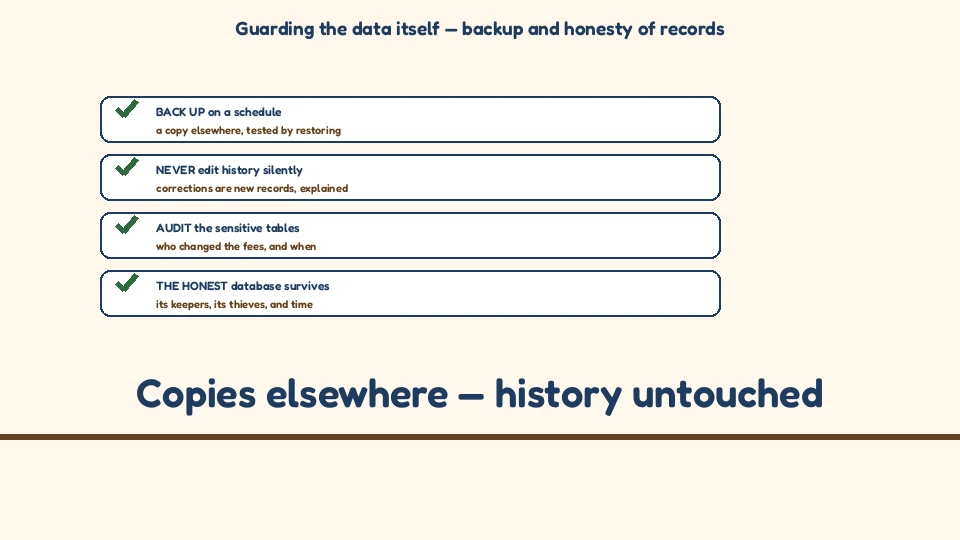 Guarding the data itself — backup and honesty of records
BACK UP on a schedule
a copy elsewhere, tested by restoring
NEVER edit history silently
corrections are new records, explained
AUDIT the sensitive tables
who changed the fees, and when
THE HONEST database survives
its keepers, its thieves, and time
Copies elsewhere — history untouched